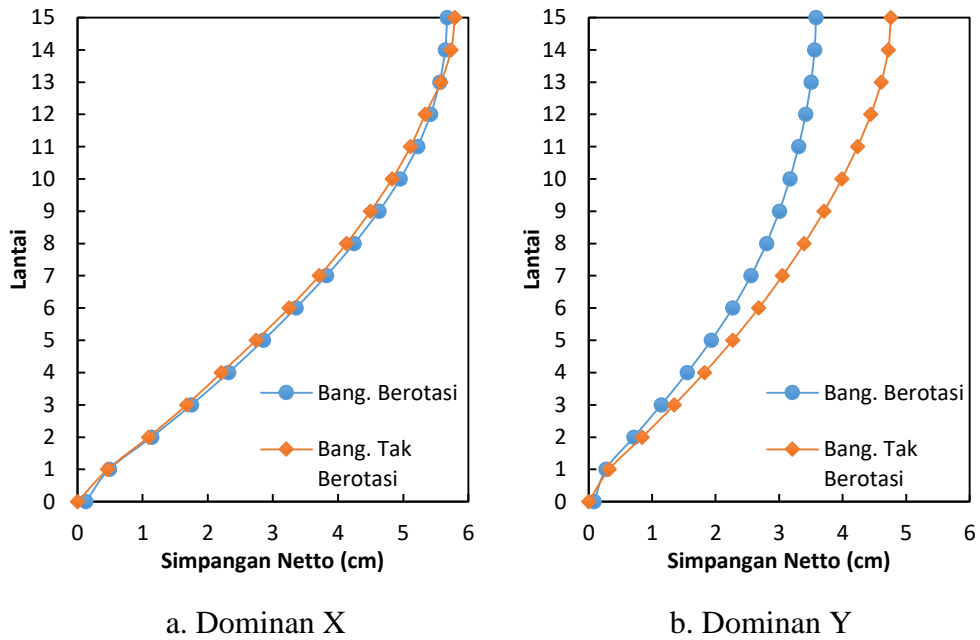 15
14
13
12
11
10
9
8
7
6
5
4
3
2
1
0
Lantai
Bang. Berotasi
Bang. Tak
Berotasi
0 1 2 3 4 5 6
Simpangan Netto (cm)
a. Dominan X
15
14
13
12
11
10
9
8
7
6
5
4
3
2
1
0
Lantai
Bang. Berotasi
Bang. Tak
Berotasi
0 1 2 3 4 5 6
Simpangan Netto (cm)
b. Dominan Y